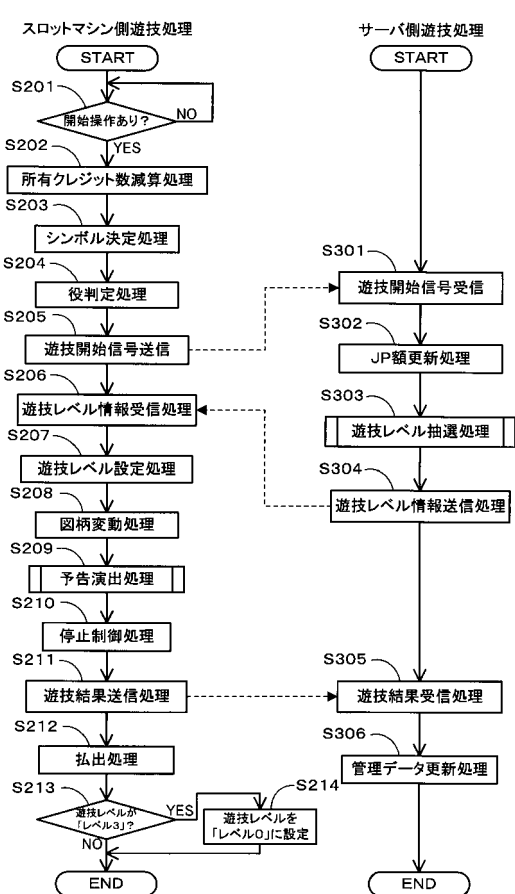 スロットマシン側遊技処理
START
S201
開始操作あり?
NO
YES
S202
所有クレジット数減算処理
S203
シンボル決定処理
S204
役判定処理
S205
遊技開始信号送信
S206
遊技レベル情報受信処理
S207
遊技レベル設定処理
S208
図柄変動処理
S209
予告演出処理
S210
停止制御処理
S211
遊技結果送信処理
S212
払出処理
S213
遊技レベルが
「レベル3」?
YES
NO
S214
遊技レベルを
「レベル0」に設定
END
サーバ側遊技処理
START
S301
遊技開始信号受信
S302
JP額更新処理
S303
遊技レベル抽選処理
S304
遊技レベル情報送信処理
S305
遊技結果受信処理
S306
管理データ更新処理
END